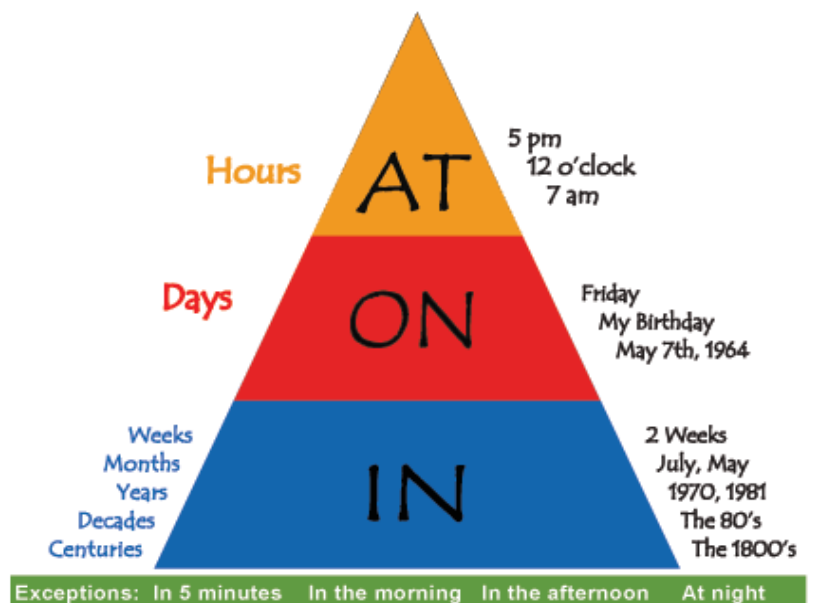 Hours
AT
5 pm
12 o'clock
7 am
Days
ON
Friday
My Birthday
May 7th, 1964
Weeks
Months
Years
Decades
Centuries
IN
2 Weeks
July, May
1970, 1981
The 80's
The 1800's
Exceptions: In 5 minutes In the morning In the afternoon At night